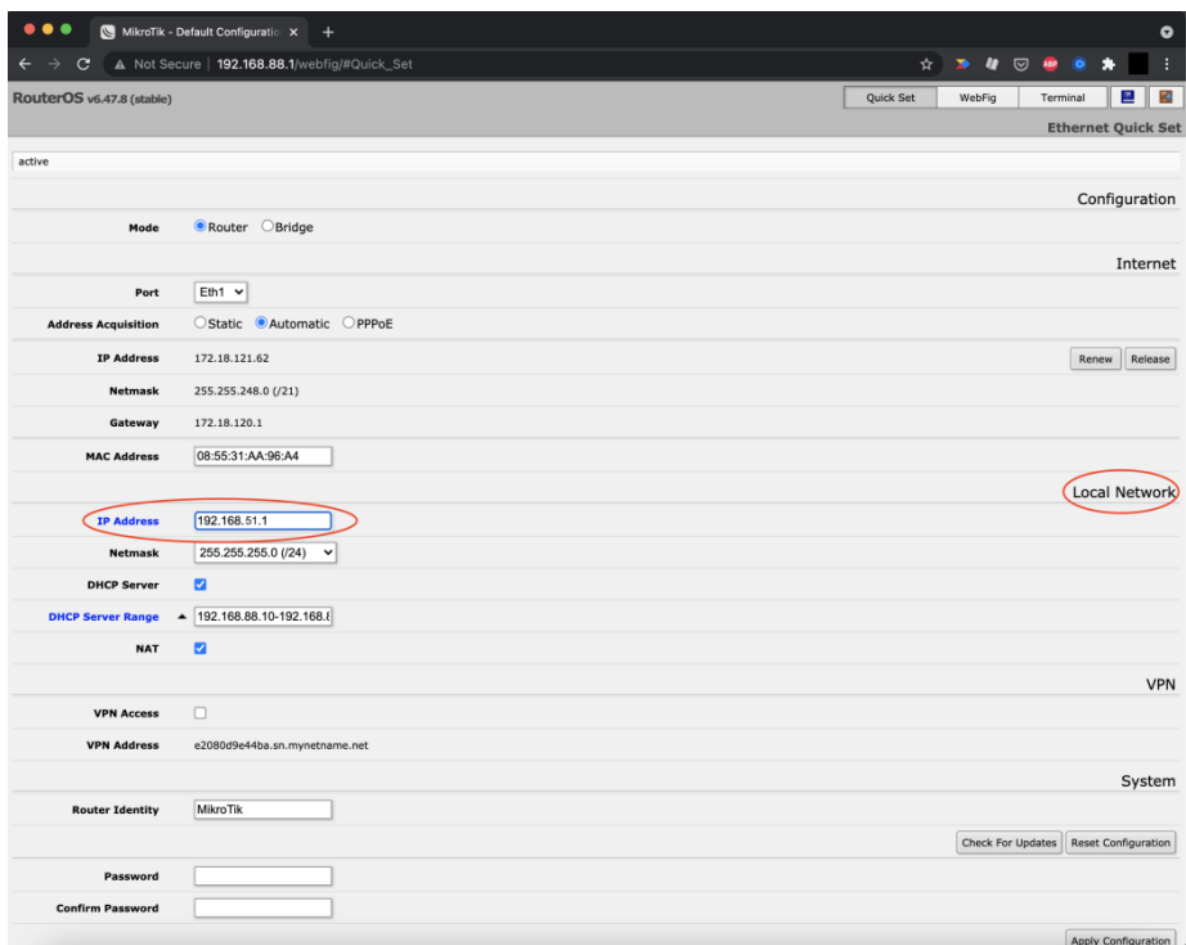 MikroTik - Default Configuratio
Not Secure | 192.168.88.1/webfig/#Quick_Set
RouterOS v6.47.8 (stable)
Quick Set WebFig Terminal
Ethernet Quick Set
active
Configuration
Mode Router Bridge
Internet
Port Eth1
Address Acquisition Static Automatic PPPoE
IP Address 172.18.121.62 Renew Release
Netmask 255.255.248.0 (/21)
Gateway 172.18.120.1
MAC Address 08:55:31:AA:96:A4
Local Network
IP Address 192.168.51.1
Netmask 255.255.255.0 (/24)
DHCP Server
DHCP Server Range 192.168.88.10-192.168.8
NAT
VPN
VPN Access
VPN Address e2080d9e44ba.sn.mynetname.net
System
Router Identity MikroTik
Check For Updates Reset Configuration
Password
Confirm Password
Apply Configuration